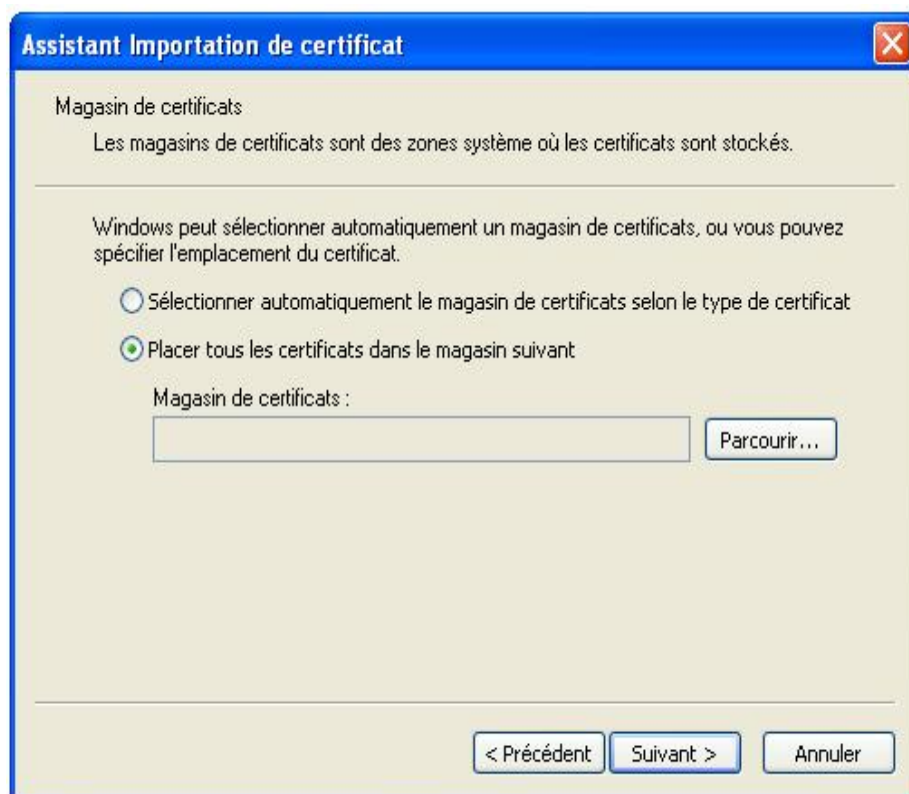 Assistant Importation de certificat
Magasin de certificats
Les magasins de certificats sont des zones système où les certificats sont stockés.
Windows peut sélectionner automatiquement un magasin de certificats, ou vous pouvez
spécifier l'emplacement du certificat.
Sélectionner automatiquement le magasin de certificats selon le type de certificat
Placer tous les certificats dans le magasin suivant
Magasin de certificats :
Parcourir...
< Précédent Suivant > Annuler